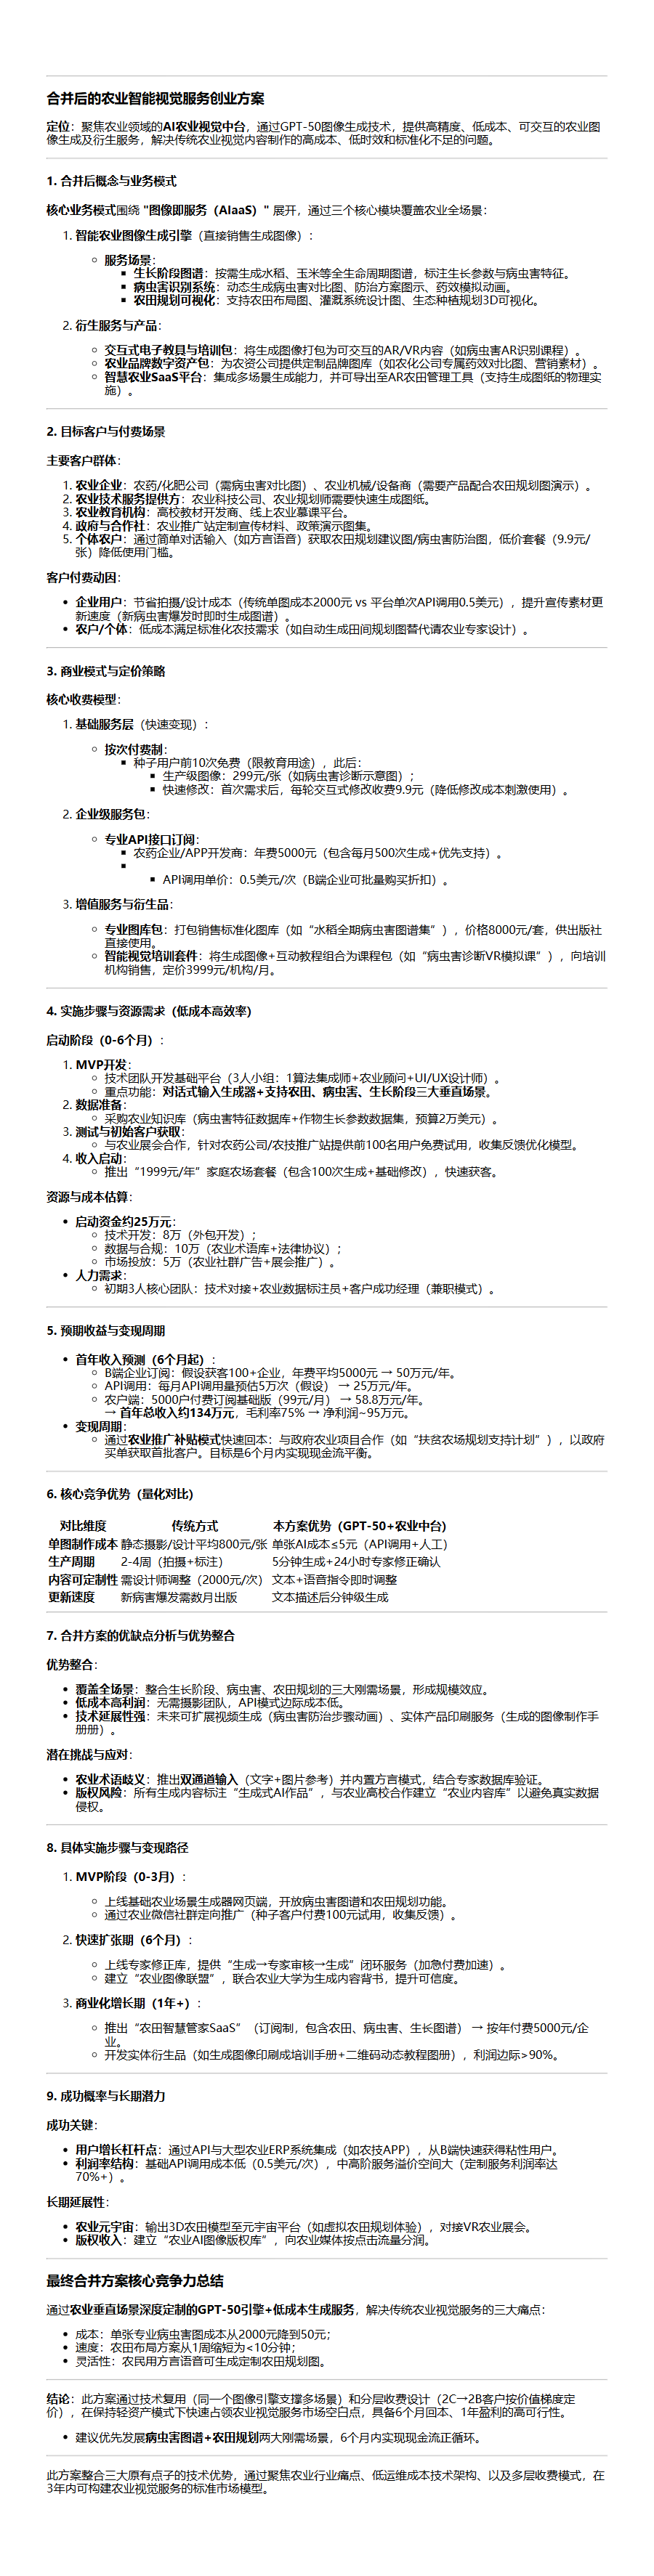 合并后的农业智能视觉服务创业方案
定位：聚焦农业领域的AI农业视觉中台，通过GPT-50图像生成技术，提供高精度、低成本、可交互的农业图
像生成及衍生服务，解决传统农业视觉内容制作的高成本、低时效和标准化不足的问题。
1. 合并后概念与业务模式
核心业务模式围绕 "图像即服务（AIaaS）" 展开，通过三个核心模块覆盖农业全场景：
1. 智能农业图像生成引擎（直接销售生成图像）：
服务场景：
生长阶段图谱：按需生成水稻、玉米等全生命周期图谱，标注生长参数与病虫害特征。
病虫害识别系统：动态生成病虫害对比图、防治方案图示、药效模拟动画。
农田规划可视化：支持农田布局图、灌溉系统设计图、生态种植规划3D可视化。
2. 衍生服务与产品：
交互式电子教具与培训包：将生成图像打包为可交互的AR/VR内容（如病虫害AR识别课程）。
农业品牌数字资产包：为农资公司提供定制品牌图库（如农化公司专属药效对比图、营销素材）。
智慧农业SaaS平台：集成多场景生成能力，并可导出至AR农田管理工具（支持生成图纸的物理实
施）。
2. 目标客户与付费场景
主要客户群体：
1. 农业企业：农药/化肥公司（需病虫害对比图）、农业机械/设备商（需要产品配合农田规划图演示）。
2. 农业技术服务提供方：农业科技公司、农业规划师需要快速生成图纸。
3. 农业教育机构：高校教材开发商、线上农业慕课平台。
4. 政府与合作社：农业推广站定制宣传材料、政策演示图集。
5. 个体农户：通过简单对话输入（如方言语音）获取农田规划建议图/病虫害防治图，低价套餐（9.9元/
张）降低使用门槛。
客户付费动因：
企业用户：节省拍摄/设计成本（传统单图成本2000元 vs 平台单次API调用0.5美元），提升宣传素材更
新速度（新病虫害爆发时即时生成图谱）。
农户/个体：低成本满足标准化农技需求（如自动生成田间规划图替代请农业专家设计）。
3. 商业模式与定价策略
核心收费模型：
1. 基础服务层（快速变现）：
按次付费制：
种子用户前10次免费（限教育用途），此后：
生产级图像：299元/张（如病虫害诊断示意图）；
快速修改：首次需求后，每轮交互式修改收费9.9元（降低修改成本刺激使用）。
2. 企业级服务包：
专业API接口订阅：
农药企业/APP开发商：年费5000元（包含每月500次生成+优先支持）。
API调用单价：0.5美元/次（B端企业可批量购买折扣）。
3. 增值服务与衍生品：
专业图库包：打包销售标准化图库（如“水稻全期病虫害图谱集”），价格8000元/套，供出版社
直接使用。
智能视觉培训套件：将生成图像+互动教程组合为课程包（如“病虫害诊断VR模拟课”），向培训
机构销售，定价3999元/机构/月。
4. 实施步骤与资源需求（低成本高效率）
启动阶段（0-6个月）：
1. MVP开发：
技术团队开发基础平台（3人小组：1算法集成师+农业顾问+UI/UX设计师）。
重点功能：对话式输入生成器+支持农田、病虫害、生长阶段三大垂直场景。
2. 数据准备：
采购农业知识库（病虫害特征数据库+作物生长参数数据集，预算2万美元）。
3. 测试与初始客户获取：
与农业展会合作，针对农药公司/农技推广站提供前100名用户免费试用，收集反馈优化模型。
4. 收入启动：
推出“1999元/年”家庭农场套餐（包含100次生成+基础修改），快速获客。
资源与成本估算：
启动资金约25万元：
技术开发：8万（外包开发）；
数据与合规：10万（农业术语库+法律协议）；
市场投放：5万（农业社群广告+展会推广）。
人力需求：
初期3人核心团队：技术对接+农业数据标注员+客户成功经理（兼职模式）。
5. 预期收益与变现周期
首年收入预测（6个月起）：
B端企业订阅：假设获客100+企业，年费平均5000元 → 50万元/年。
API调用：每月API调用量预估5万次（假设） → 25万元/年。
农户端：5000户付费订阅基础版（99元/月） → 58.8万元/年。
→ 首年总收入约134万元，毛利率75% → 净利润~95万元。
变现周期：
通过农业推广补贴模式快速回本：与政府农业项目合作（如“扶贫农场规划支持计划”），以政府
买单获取首批客户。目标是6个月内实现现金流平衡。
6. 核心竞争优势（量化对比）
对比维度 传统方式 本方案优势（GPT-50+农业中台）
单图制作成本 静态摄影/设计平均800元/张 单张AI成本≤5元（API调用+人工）
生产周期 2-4周（拍摄+标注） 5分钟生成+24小时专家修正确认
内容可定制性 需设计师调整（2000元/次） 文本+语音指令即时调整
更新速度 新病害爆发需数月出版 文本描述后分钟级生成
7. 合并方案的优缺点分析与优势整合
优势整合：
覆盖全场景：整合生长阶段、病虫害、农田规划的三大刚需场景，形成规模效应。
低成本高利润：无需摄影团队，API模式边际成本低。
技术延展性强：未来可扩展视频生成（病虫害防治步骤动画）、实体产品印刷服务（生成的图像制作手
册册）。
潜在挑战与应对：
农业术语歧义：推出双通道输入（文字+图片参考）并内置方言模式，结合专家数据库验证。
版权风险：所有生成内容标注“生成式AI作品”，与农业高校合作建立“农业内容库”以避免真实数据
侵权。
8. 具体实施步骤与变现路径
1. MVP阶段（0-3月）：
上线基础农业场景生成器网页端，开放病虫害图谱和农田规划功能。
通过农业微信社群定向推广（种子客户付费100元试用，收集反馈）。
2. 快速扩张期（6个月）：
上线专家修正库，提供“生成→专家审核→生成”闭环服务（加急付费加速）。
建立“农业图像联盟”，联合农业大学为生成内容背书，提升可信度。
3. 商业化增长期（1年+）：
推出“农田智慧管家SaaS”（订阅制，包含农田、病虫害、生长图谱） → 按年付费5000元/企
业。
开发实体衍生品（如生成图像印刷成培训手册+二维码动态教程图册），利润边际>90%。
9. 成功概率与长期潜力
成功关键：
用户增长杠杆点：通过API与大型农业ERP系统集成（如农技APP），从B端快速获得粘性用户。
利润率结构：基础API调用成本低（0.5美元/次），中高阶服务溢价空间大（定制服务利润率达
70%+）。
长期延展性：
农业元宇宙：输出3D农田模型至元宇宙平台（如虚拟农田规划体验），对接VR农业展会。
版权收入：建立“农业AI图像版权库”，向农业媒体按点击流量分润。
最终合并方案核心竞争力总结
通过农业垂直场景深度定制的GPT-50引擎+低成本生成服务，解决传统农业视觉服务的三大痛点：
成本：单张专业病虫害图成本从2000元降到50元；
速度：农田布局方案从1周缩短为<10分钟；
灵活性：农民用方言语音可生成定制农田规划图。
结论：此方案通过技术复用（同一个图像引擎支撑多场景）和分层收费设计（2C→2B客户按价值梯度定
价），在保持轻资产模式下快速占领农业视觉服务市场空白点，具备6个月回本、1年盈利的高可行性。
建议优先发展病虫害图谱+农田规划两大刚需场景，6个月内实现现金流正循环。
此方案整合三大原有点子的技术优势，通过聚焦农业行业痛点、低运维成本技术架构、以及多层收费模式，在
3年内可构建农业视觉服务的标准市场模型。